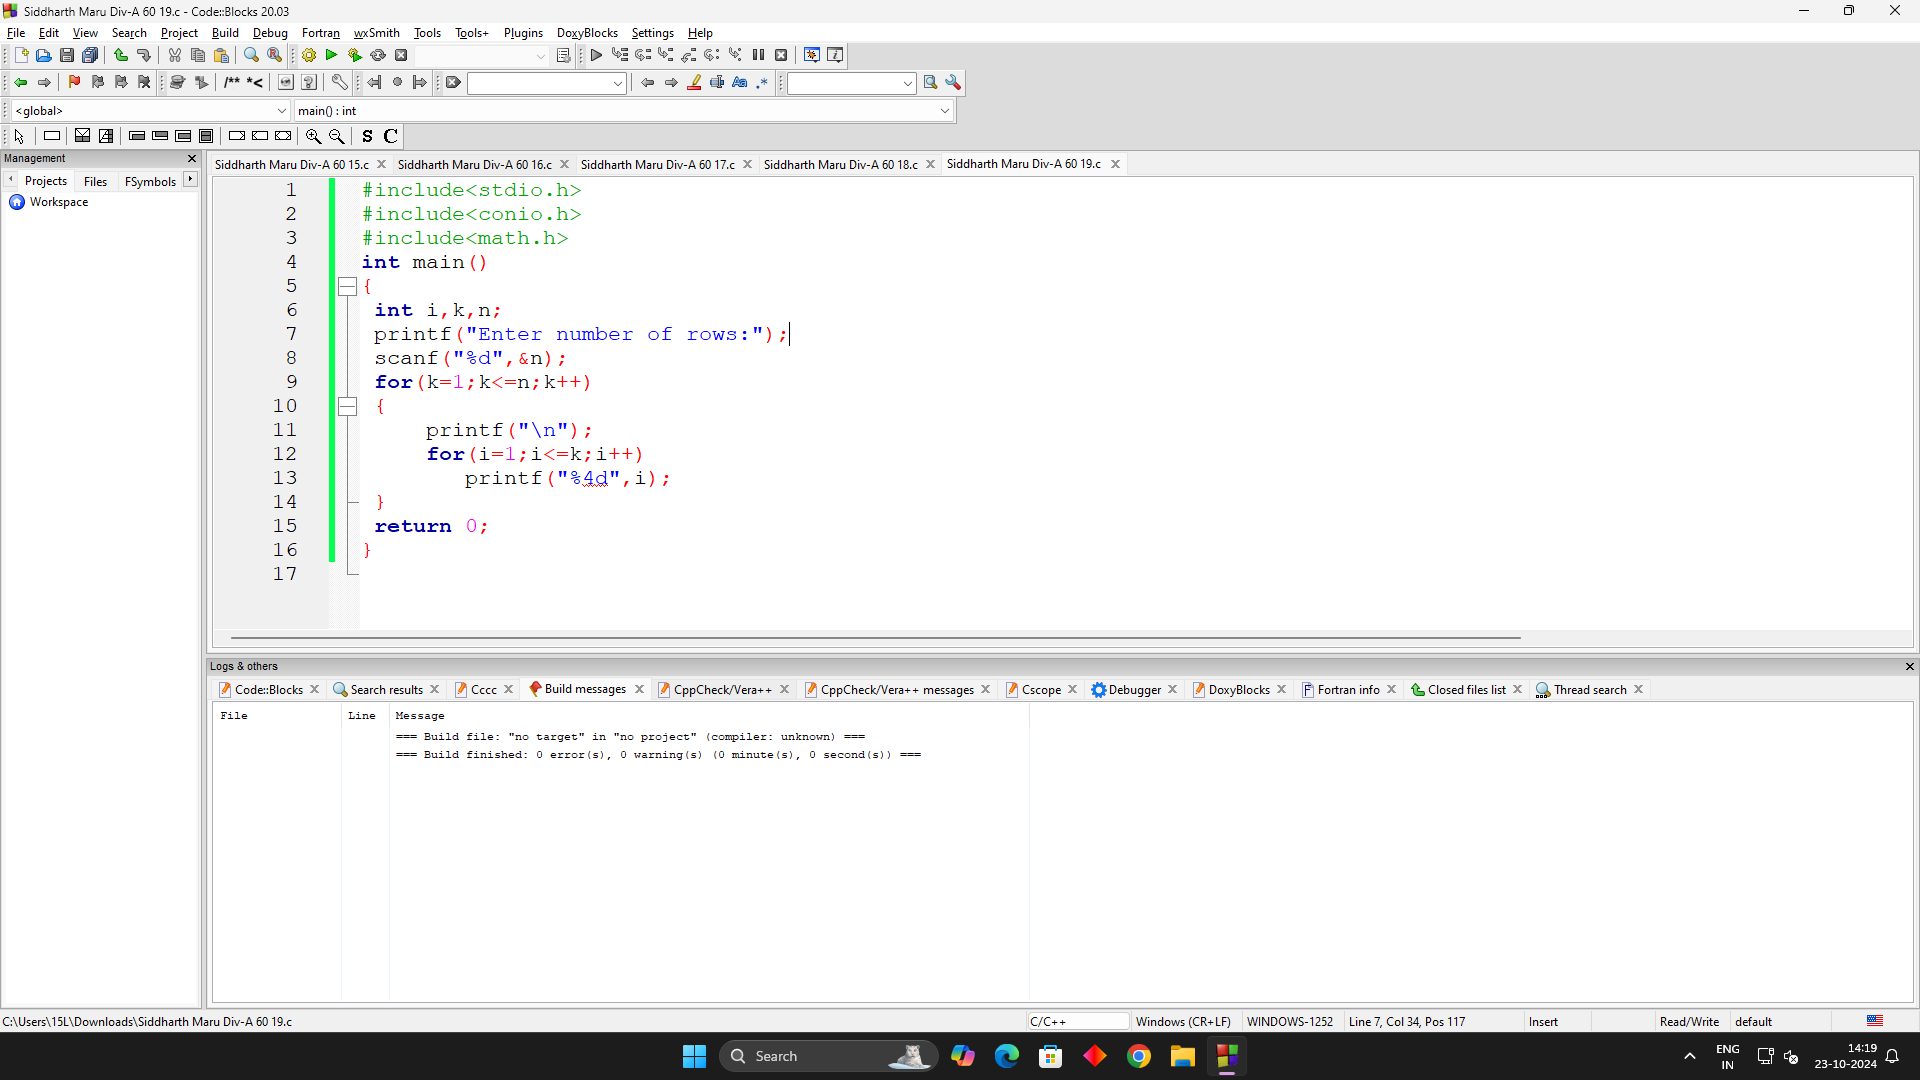 Siddharth Maru Div-A 60 19.c - Code::Blocks 20.03
File Edit View Search Project Build Debug Fortran wxSmith Tools Tools+ Plugins DoxyBlocks Settings Help
/** *<
<global> main() : int
S C
Management
Projects Files FSymbols
Workspace
Siddharth Maru Div-A 60 15.c Siddharth Maru Div-A 60 16.c Siddharth Maru Div-A 60 17.c Siddharth Maru Div-A 60 18.c Siddharth Maru Div-A 60 19.c
1 #include<stdio.h>
2 #include<conio.h>
3 #include<math.h>
4 int main()
5 {
6 int i,k,n;
7 printf("Enter number of rows:");
8 scanf("%d",&n);
9 for(k=1;k<=n;k++)
10 {
11 printf("\n");
12 for(i=1;i<=k;i++)
13 printf("%4d",i);
14 }
15 return 0;
16 }
17
Logs & others
Code::Blocks Search results Cccc Build messages CppCheck/Vera++ CppCheck/Vera++ messages Cscope Debugger DoxyBlocks Fortran info Closed files list Thread search
File Line Message
=== Build file: "no target" in "no project" (compiler: unknown) ===
=== Build finished: 0 error(s), 0 warning(s) (0 minute(s), 0 second(s)) ===
C:\Users\15L\Downloads\Siddharth Maru Div-A 60 19.c C/C++ Windows (CR+LF) WINDOWS-1252 Line 7, Col 34, Pos 117 Insert Read/Write default
Search
ENG
IN
14:19
23-10-2024